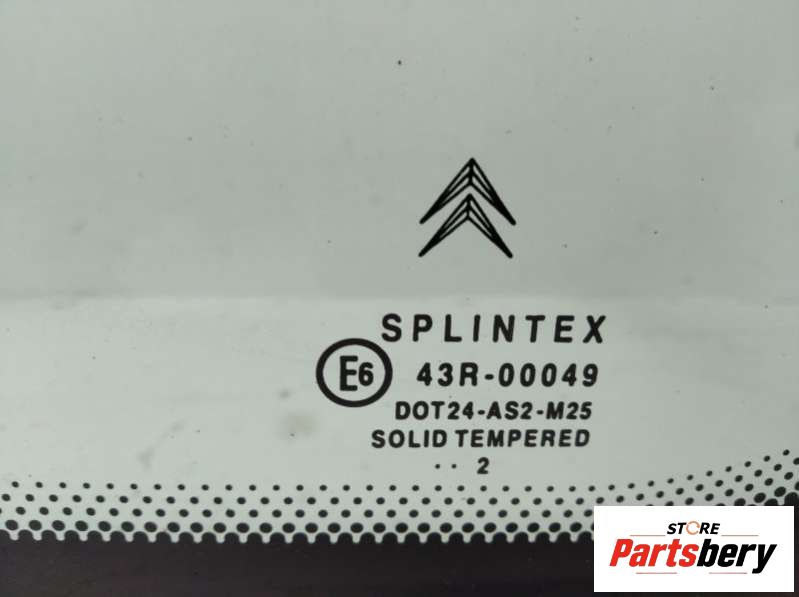 SPLINTEX
E6 43R-00049
DOT24-AS2-M25
SOLID TEMPERED
·· 2
STORE
Partsbery